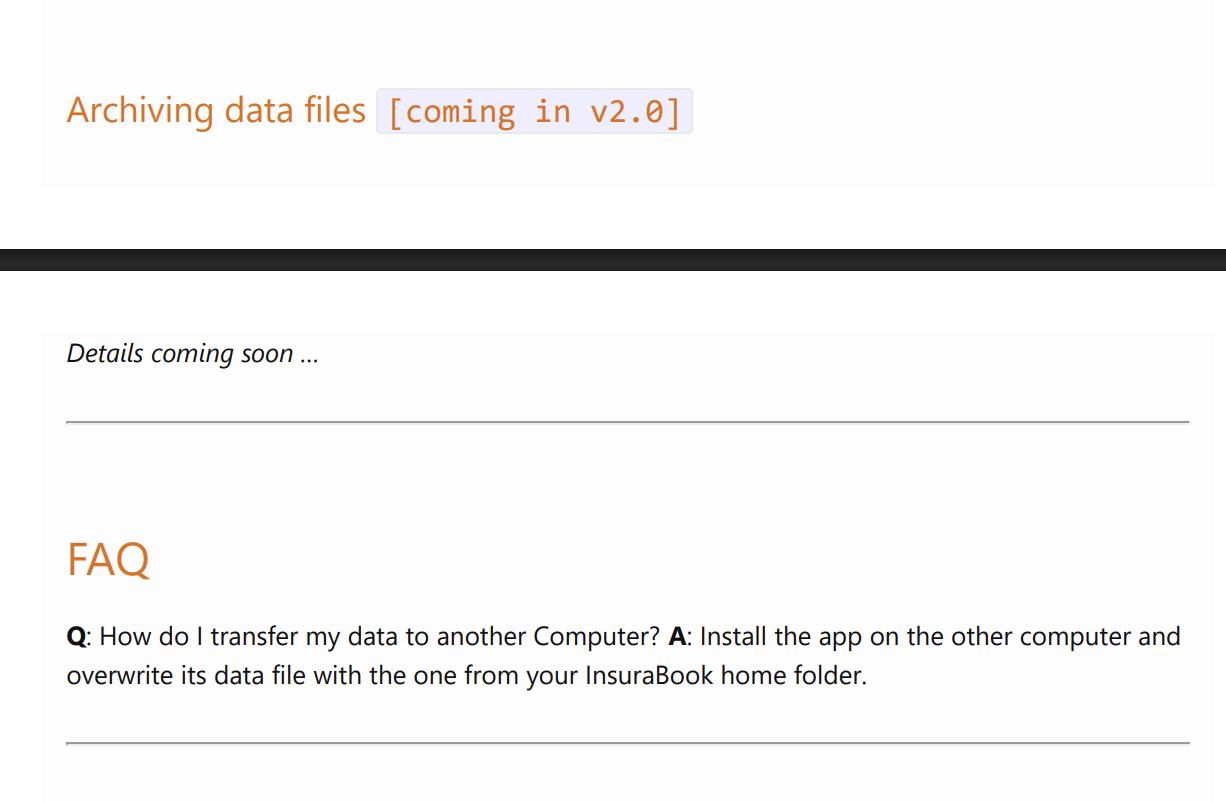 Archiving data files [coming in v2.0]
Details coming soon ...
FAQ
Q: How do I transfer my data to another Computer? A: Install the app on the other computer and
overwrite its data file with the one from your InsuraBook home folder.